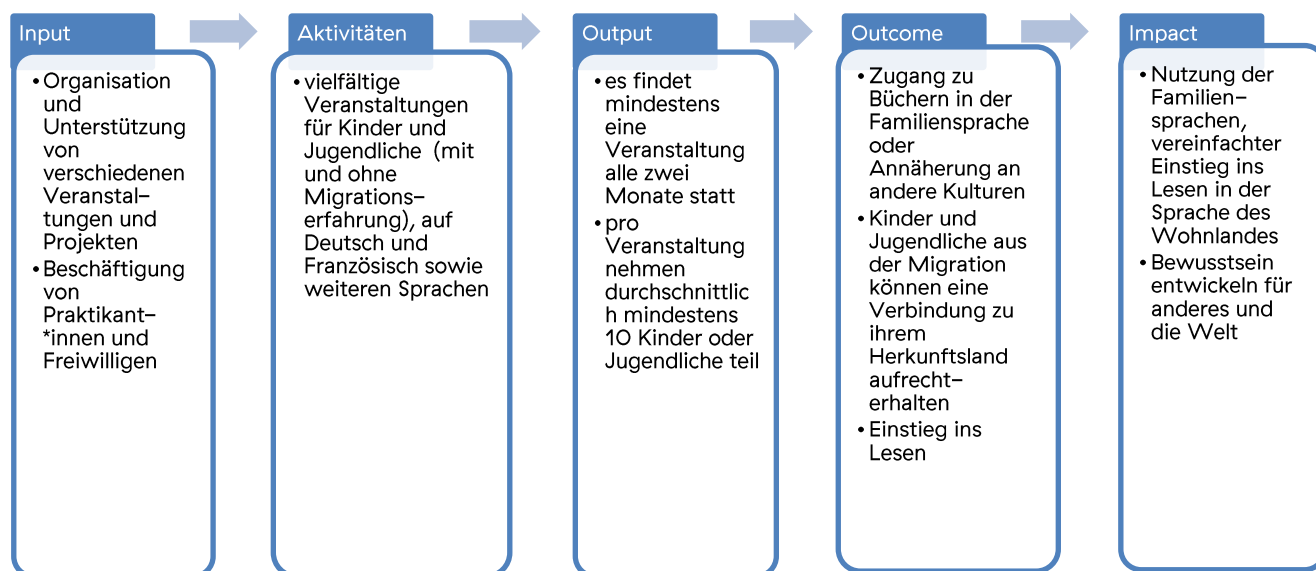 Input
• Organisation
und
Unterstützung
von
verschiedenen
Veranstal-
tungen und
Projekten
• Beschäftigung
von
Praktikant-
*innen und
Freiwilligen
Aktivitäten
• vielfältige
Veranstaltungen
für Kinder und
Jugendliche (mit
und ohne
Migrations-
erfahrung), auf
Deutsch und
Französisch sowie
weiteren Sprachen
Output
• es findet
mindestens
eine
Veranstaltung
alle zwei
Monate statt
• pro
Veranstaltung
nehmen
durchschnittlic
h mindestens
10 Kinder oder
Jugendliche teil
Outcome
• Zugang zu
Büchern in der
Familiensprache
oder
Annäherung an
andere Kulturen
• Kinder und
Jugendliche aus
der Migration
können eine
Verbindung zu
ihrem
Herkunftsland
aufrecht-
erhalten
• Einstieg ins
Lesen
Impact
• Nutzung der
Familien-
sprachen,
vereinfachter
Einstieg ins
Lesen in der
Sprache des
Wohnlandes
• Bewusstsein
entwickeln für
anderes und
die Welt